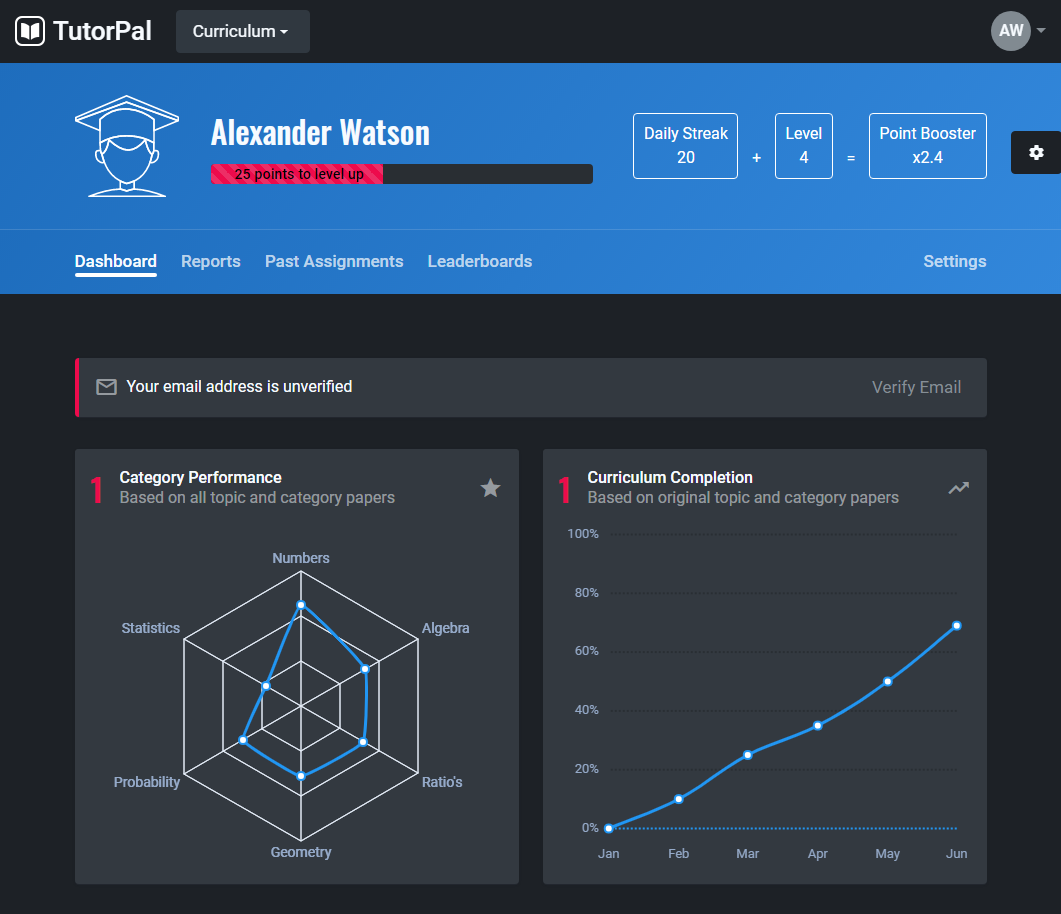 TutorPal
Curriculum
AW
Alexander Watson
25 points to level up
Daily Streak
20
+
Level
4
=
Point Booster
x2.4
Dashboard
Reports
Past Assignments
Leaderboards
Settings
Your email address is unverified
Verify Email
1
Category Performance
Based on all topic and category papers
Numbers
Statistics
Algebra
Probability
Ratio's
Geometry
1
Curriculum Completion
Based on original topic and category papers
100%
80%
60%
40%
20%
0%
Jan Feb Mar Apr May Jun